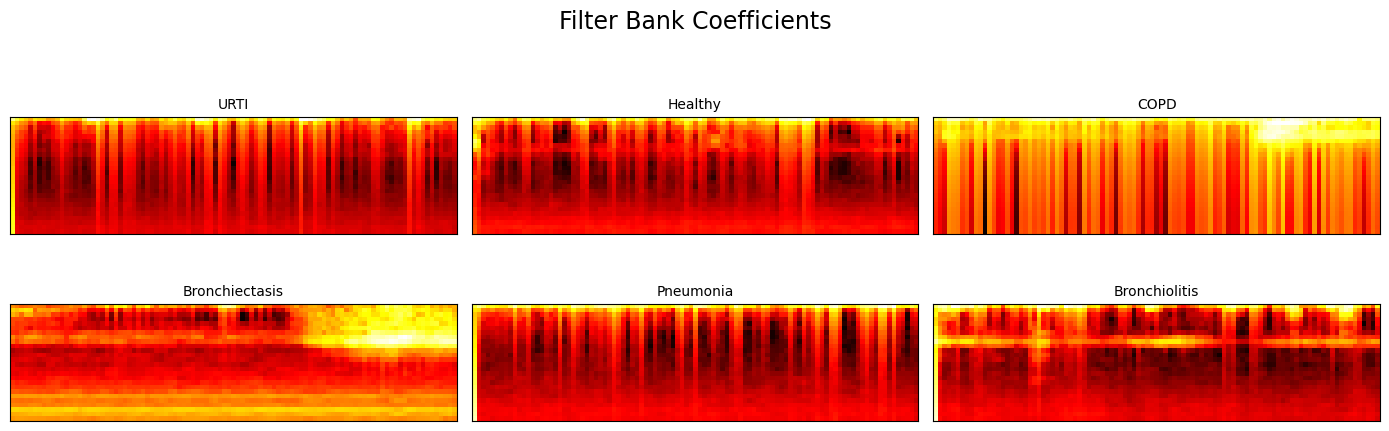 Filter Bank Coefficients
URTI
Healthy
COPD
Bronchiectasis
Pneumonia
Bronchiolitis